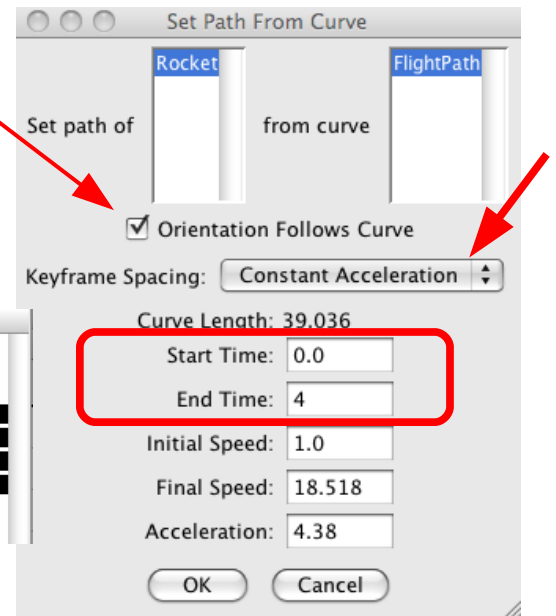 Set Path From Curve
Rocket
FlightPath
Set path of
from curve
Orientation Follows Curve
Keyframe Spacing: Constant Acceleration
Curve Length: 39.036
Start Time: 0.0
End Time: 4
Initial Speed: 1.0
Final Speed: 18.518
Acceleration: 4.38
OK Cancel